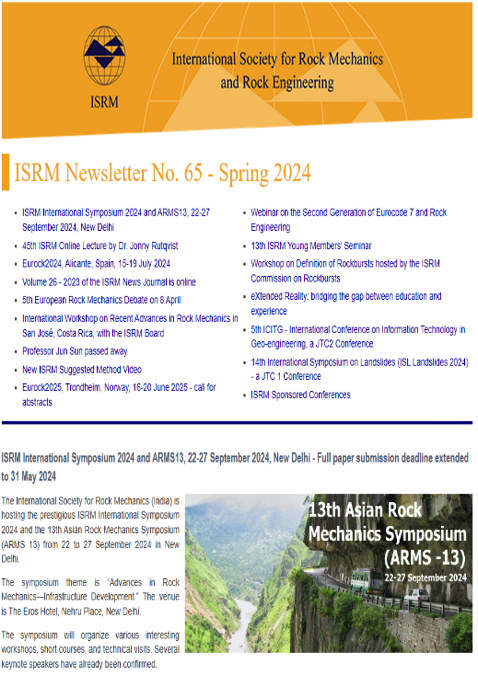 International Society for Rock Mechanics
and Rock Engineering
ISRM
ISRM Newsletter No. 65 - Spring 2024
ISRM International Symposium 2024 and ARMS13, 22-27
September 2024, New Delhi
45th ISRM Online Lecture by Dr. Jonny Rutqvist
Eurock2024, Alicante, Spain, 15-19 July 2024
Volume 26 - 2023 of the ISRM News Journal is online
5th European Rock Mechanics Debate on 8 April
International Workshop on Recent Advances in Rock Mechanics in
San José, Costa Rica, with the ISRM Board
Professor Jun Sun passed away
New ISRM Suggested Method Video
Eurock2025, Trondheim, Norway, 16-20 June 2025 - call for
abstracts
Webinar on the Second Generation of Eurocode 7 and Rock
Engineering
13th ISRM Young Members' Seminar
Workshop on Definition of Rockbursts hosted by the ISRM
Commission on Rockbursts
eXtended Reality: bridging the gap between education and
experience
5th ICITG - International Conference on Information Technology in
Geo-engineering, a JTC2 Conference
14th International Symposium on Landslides (ISL Landslides 2024)
- a JTC 1 Conference
ISRM Sponsored Conferences
ISRM International Symposium 2024 and ARMS13, 22-27 September 2024, New Delhi - Full paper submission deadline extended
to 31 May 2024
The International Society for Rock Mechanics (India) is
hosting the prestigious ISRM International Symposium
2024 and the 13th Asian Rock Mechanics Symposium
(ARMS 13) from 22 to 27 September 2024 in New
Delhi.
The symposium theme is "Advances in Rock
Mechanics—Infrastructure Development." The venue
is The Eros Hotel, Nehru Place, New Delhi.
The symposium will organize various interesting
workshops, short courses, and technical visits. Several
keynote speakers have already been confirmed.
13th Asian Rock
Mechanics Symposium
(ARMS -13)
22-27 September 2024